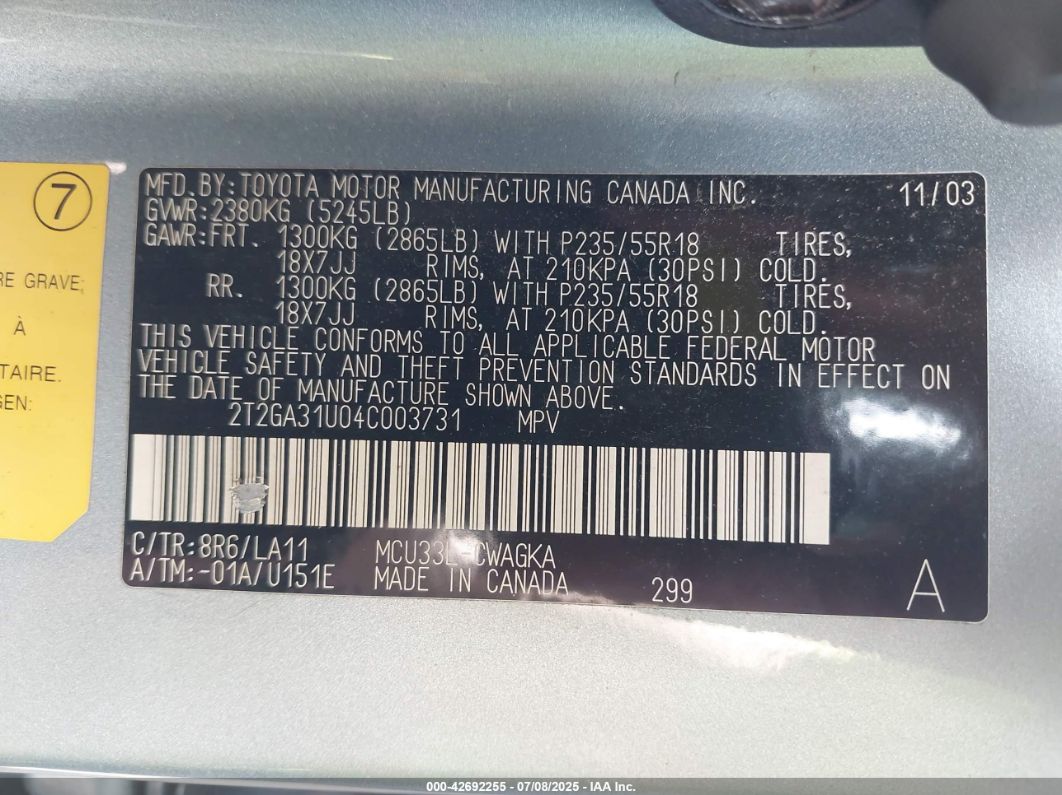 7
RE GRAVE;
À
TAIRE.
GEN:
MFD. BY: TOYOTA MOTOR MANUFACTURING CANADA INC. 11/03
GVWR: 2380KG (5245LB)
GAWR: FRT. 1300KG (2865LB) WITH P235/55R18 TIRES,
18X7JJ RIMS, AT 210KPA (30PSI) COLD.
RR. 1300KG (2865LB) WITH P235/55R18 TIRES,
18X7JJ RIMS, AT 210KPA (30PSI) COLD.
THIS VEHICLE CONFORMS TO ALL APPLICABLE FEDERAL MOTOR
VEHICLE SAFETY AND THEFT PREVENTION STANDARDS IN EFFECT ON
THE DATE OF MANUFACTURE SHOWN ABOVE.
2T2GA31U04C003731 MPV
C/TR: 8R6/LA11 MCU33L-CWAGKA
A/TM:-01A/U151E MADE IN CANADA 299 A
000-42692255 - 07/08/2025 - IAA Inc.